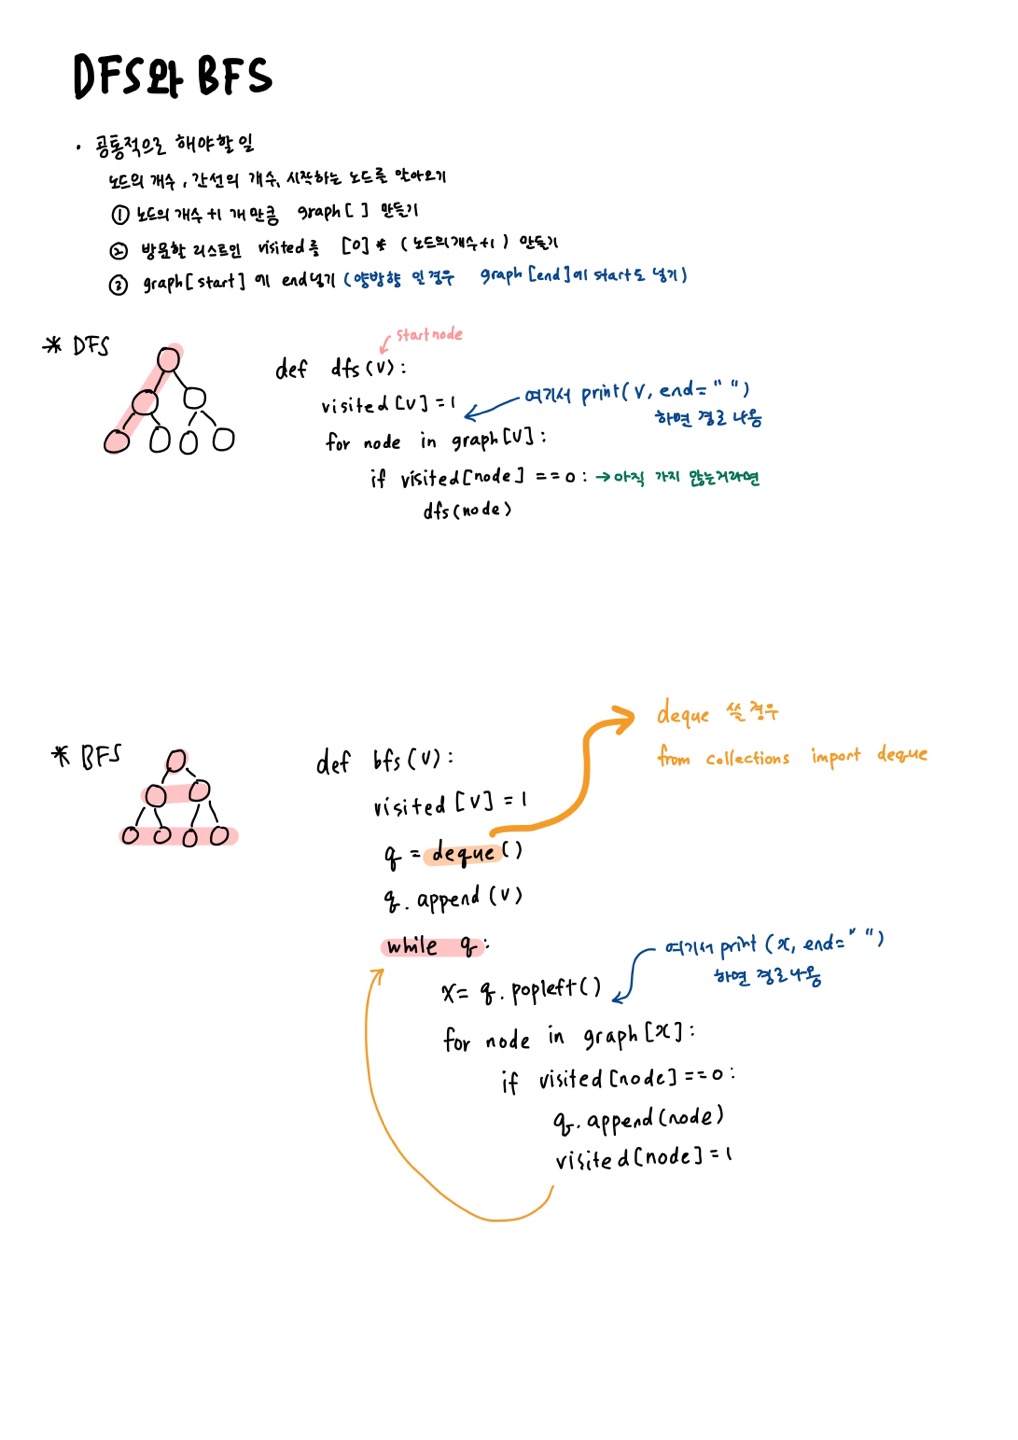 DFS와 BFS
· 공통적으로 해야할 일
노드의 개수, 간선의 개수, 시작하는 노드를 받아오기
① 노드의 개수 +1 개 만큼 graph[ ] 만들기
② 방문할 리스트인 visited를 [0] * (노드의 개수+1) 만들기
③ graph[start] 에 end 넣기 (양방향 일 경우 graph[end]에 start도 넣기)
* DFS
start node
def dfs(v):
visited[v] = 1
여기서 print(v, end=" ")
하면 경로 나옴
for node in graph[v]:
if visited[node] ==0: → 아직 가지 않는거라면
dfs(node)
deque 쓸 경우
from collections import deque
* BFS
def bfs(v):
visited[v] = 1
q = deque()
q.append(v)
while q:
여기서 print(x, end=" ")
하면 경로 나옴
x= q.popleft()
for node in graph[x]:
if visited[node]==0:
q.append(node)
visited[node]=1